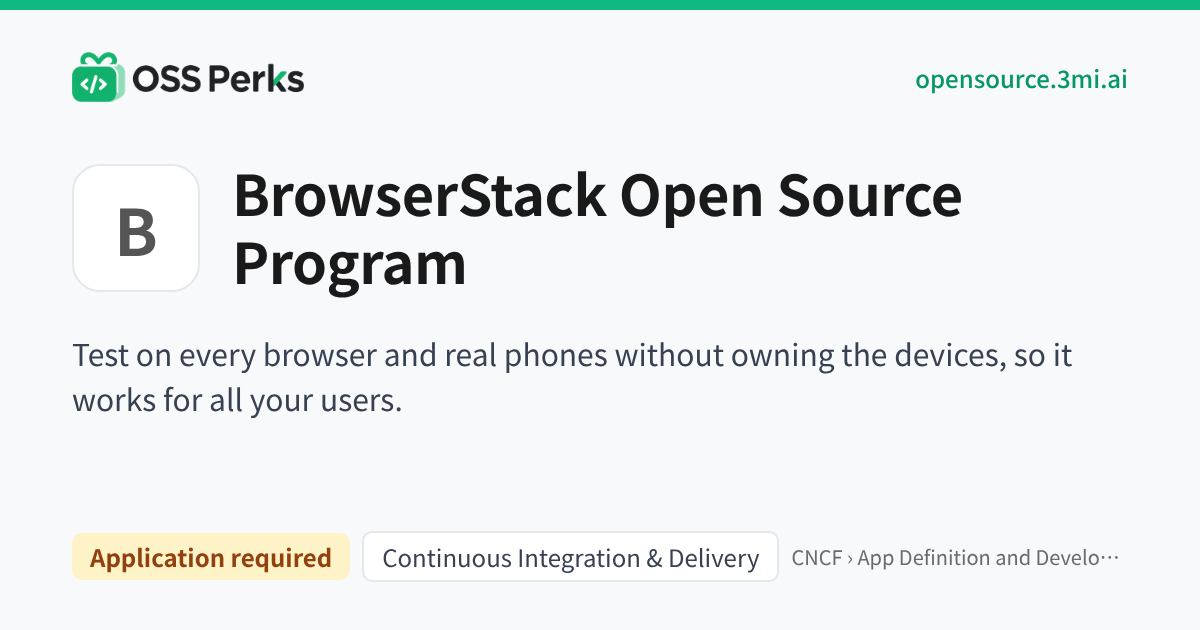 </> OSS Perks
opensource.3mi.ai
B
BrowserStack Open Source
Program
Test on every browser and real phones without owning the devices, so it
works for all your users.
Application required
Continuous Integration & Delivery
CNCF › App Definition and Develo···